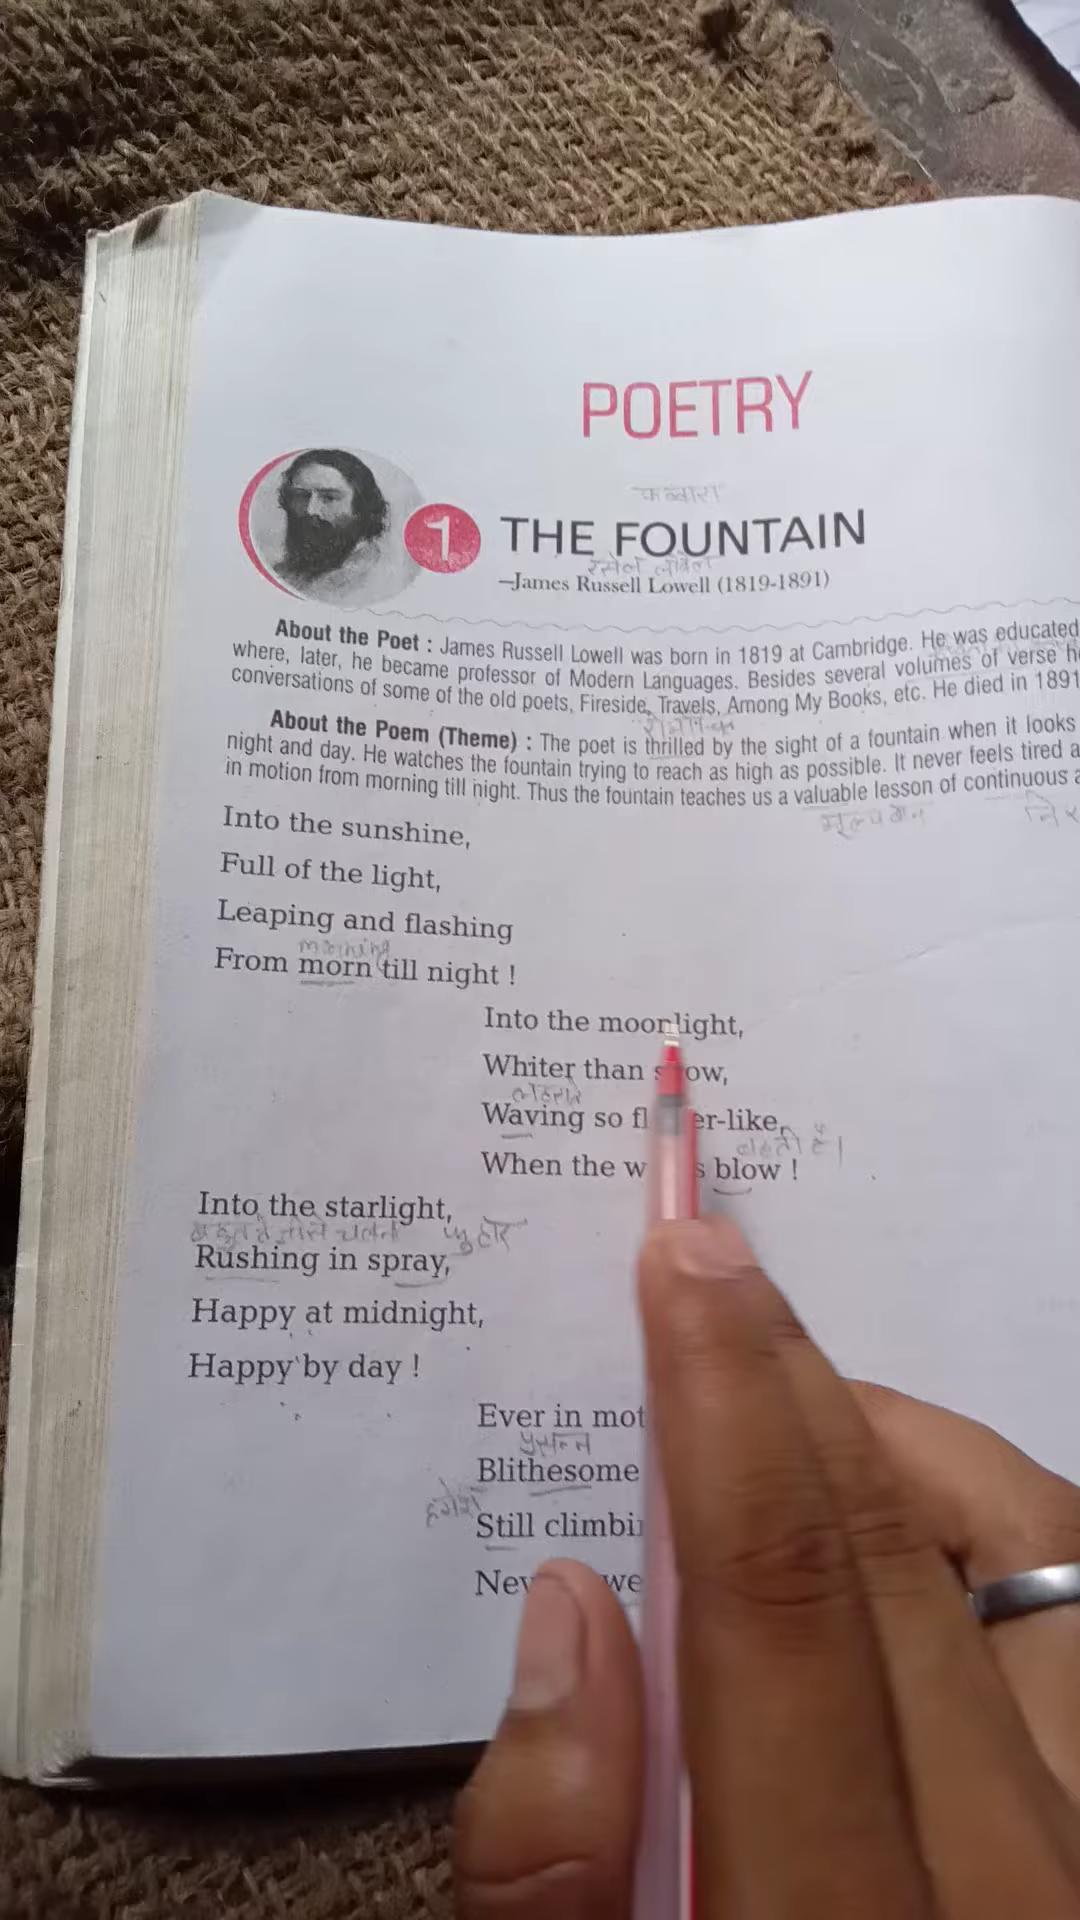 POETRY
फव्वारा
1 THE FOUNTAIN
रसेल लोवेल
–James Russell Lowell (1819-1891)
About the Poet : James Russell Lowell was born in 1819 at Cambridge. He was educated
where, later, he became professor of Modern Languages. Besides several volumes of verse
conversations of some of the old poets, Fireside, Travels, Among My Books, etc. He died in 1891
About the Poem (Theme) : The poet is thrilled by the sight of a fountain when it looks
night and day. He watches the fountain trying to reach as high as possible. It never feels tired
in motion from morning till night. Thus the fountain teaches us a valuable lesson of continuous
मूल्यवान
Into the sunshine,
Full of the light,
Leaping and flashing
morning
From morn till night !
Into the moonlight,
Whiter than
Waving so
बहती है।
When the blow !
Into the starlight,
Rushing in spray,
Happy at midnight,
Happy by day !
Ever in
प्रसन्न
Blithesome
हमेशा
Still